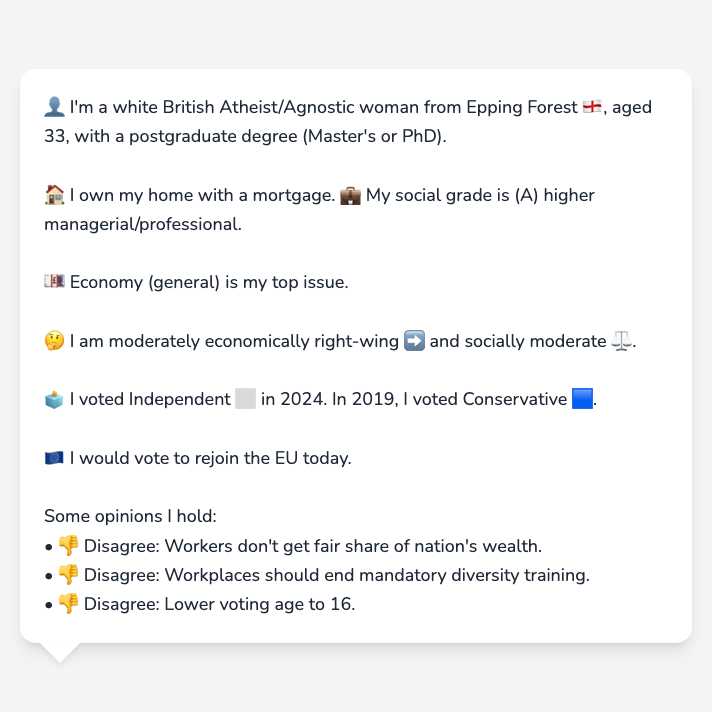 👤 I'm a white British Atheist/Agnostic woman from Epping Forest 🏴󠁧󠁢󠁥󠁮󠁧󠁿, aged
33, with a postgraduate degree (Master's or PhD).
🏠 I own my home with a mortgage. 💼 My social grade is (A) higher
managerial/professional.
💷 Economy (general) is my top issue.
🤔 I am moderately economically right-wing ➡️ and socially moderate ⚖️.
🗳️ I voted Independent ⬜ in 2024. In 2019, I voted Conservative 🟦.
🇪🇺 I would vote to rejoin the EU today.
Some opinions I hold:
• 👎 Disagree: Workers don't get fair share of nation's wealth.
• 👎 Disagree: Workplaces should end mandatory diversity training.
• 👎 Disagree: Lower voting age to 16.